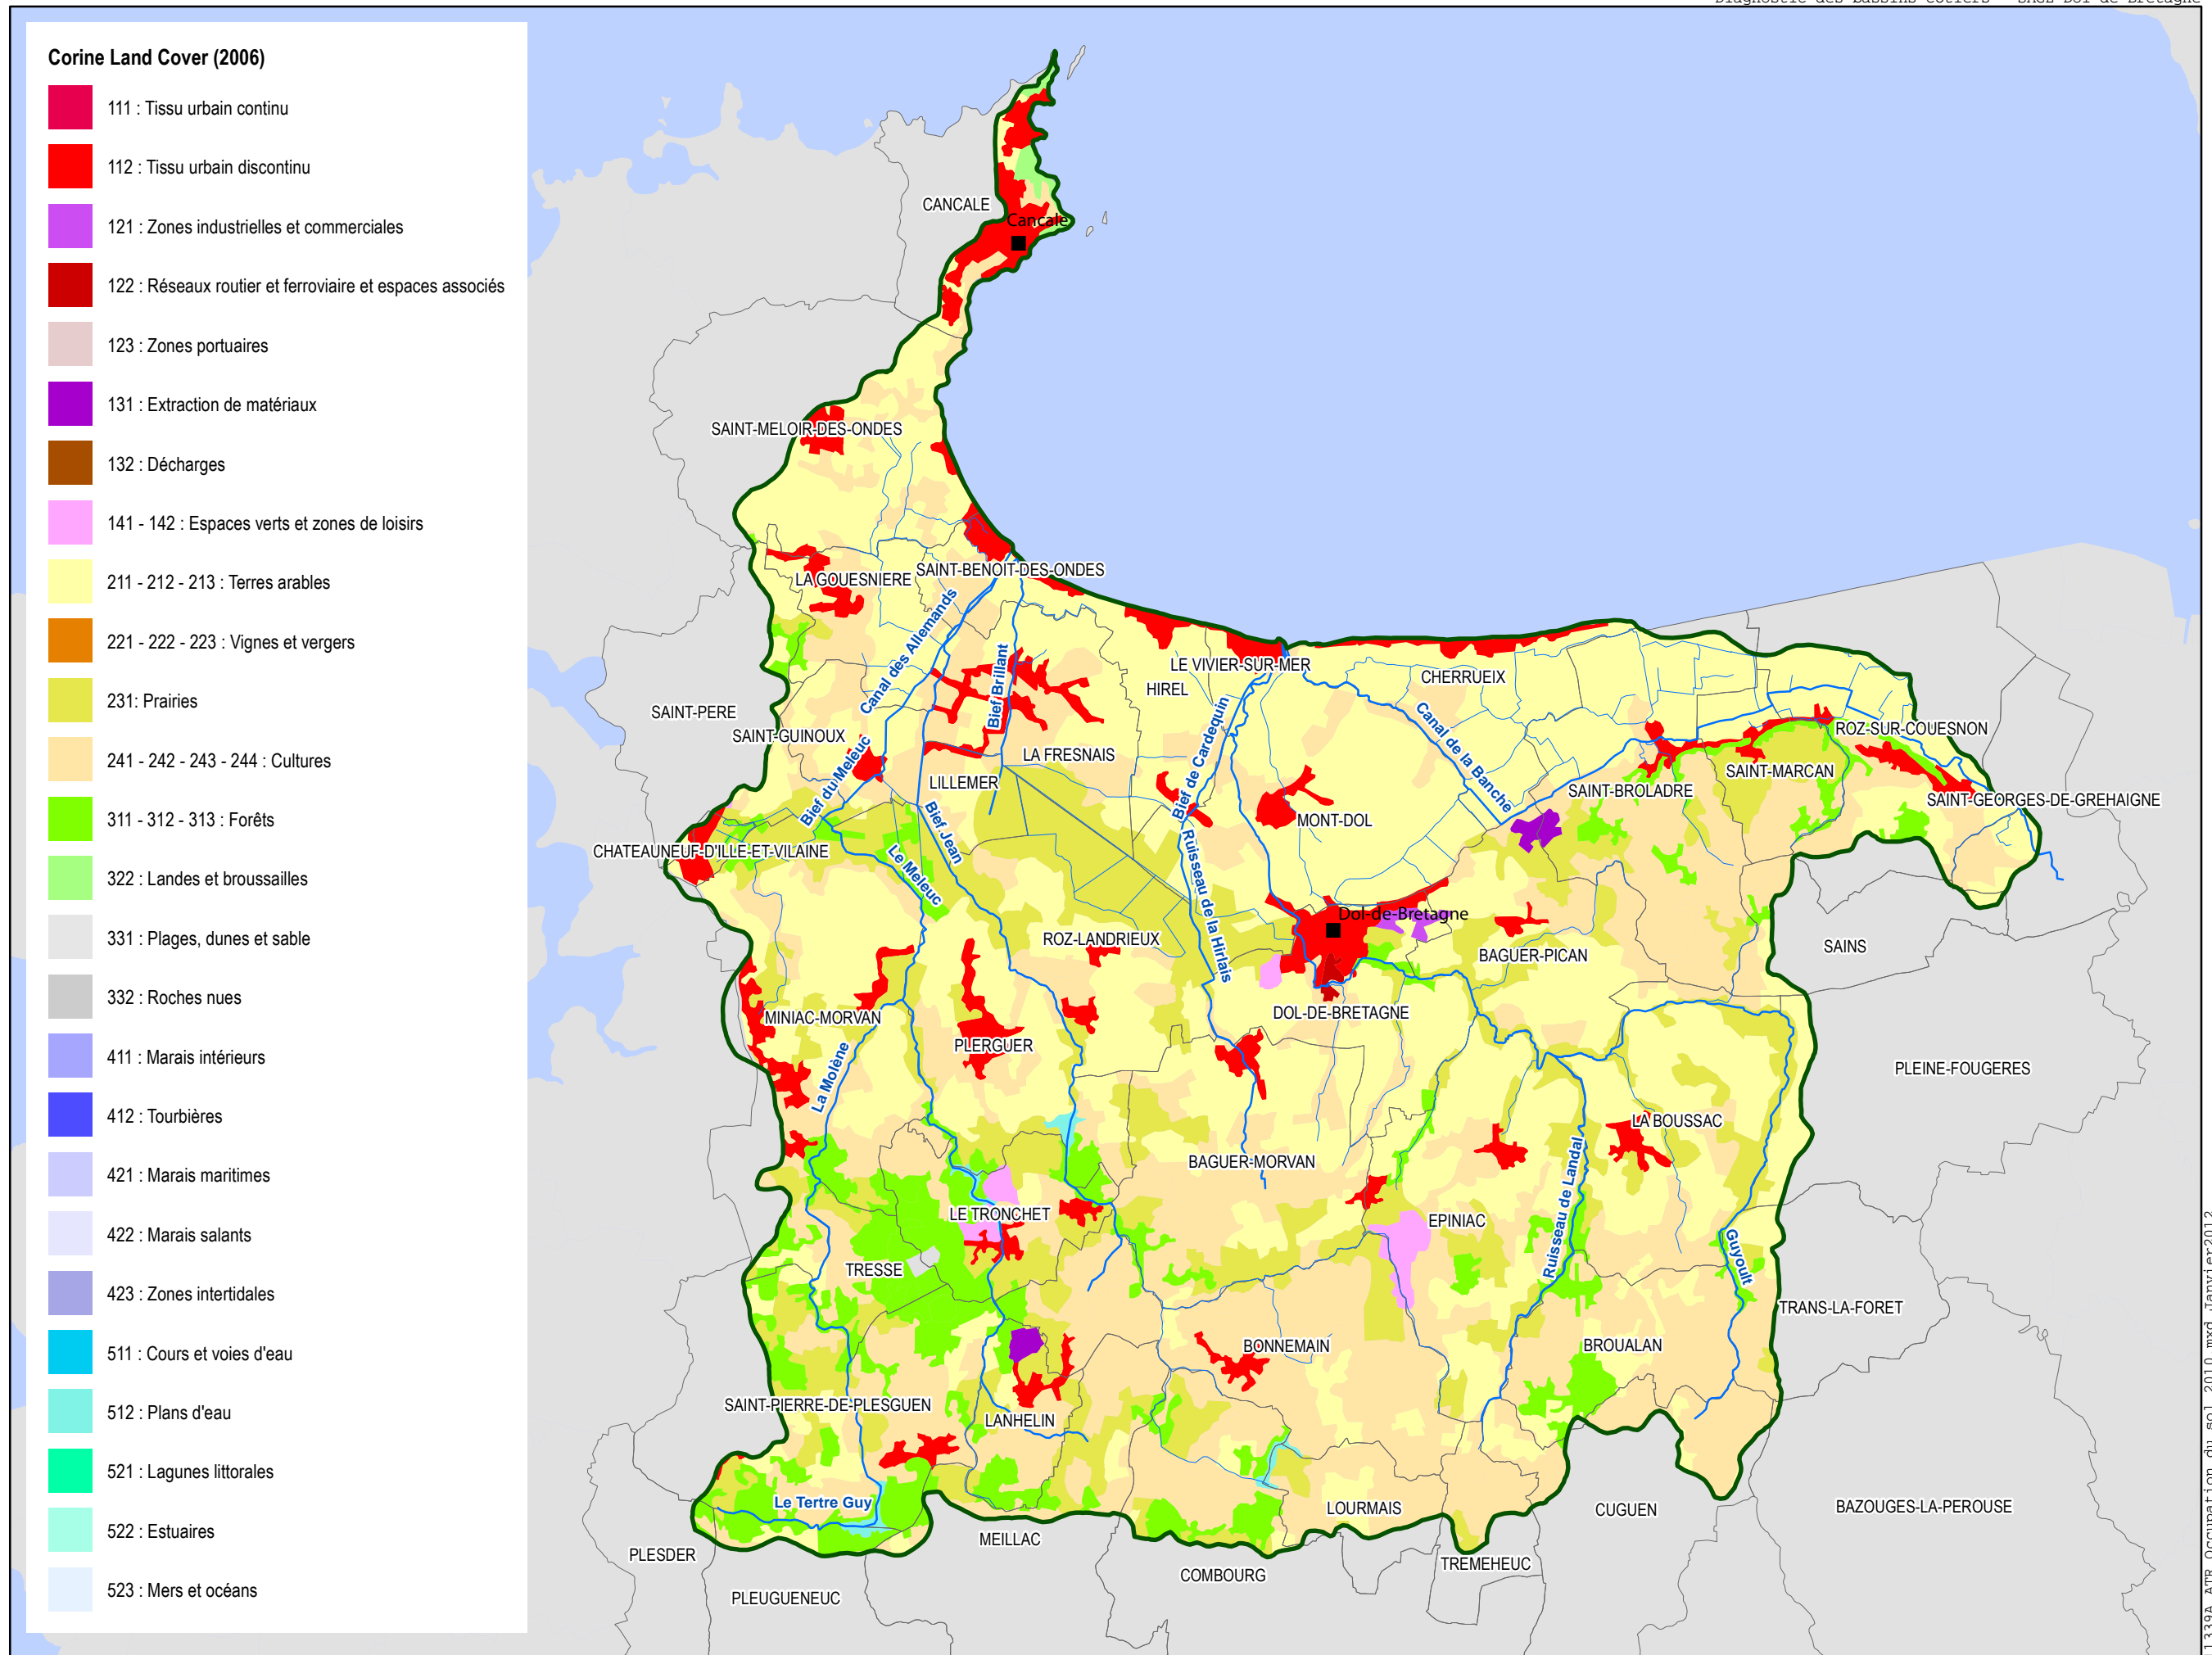 Diagnostic des Bassins côtiers - SAGE Dol de Bretagne
Corine Land Cover (2006)
111 : Tissu urbain continu
112 : Tissu urbain discontinu
121 : Zones industrielles et commerciales
122 : Réseaux routier et ferroviaire et espaces associés
123 : Zones portuaires
131 : Extraction de matériaux
132 : Décharges
141 - 142 : Espaces verts et zones de loisirs
211 - 212 - 213 : Terres arables
221 - 222 - 223 : Vignes et vergers
231: Prairies
241 - 242 - 243 - 244 : Cultures
311 - 312 - 313 : Forêts
322 : Landes et broussailles
331 : Plages, dunes et sable
332 : Roches nues
411 : Marais intérieurs
412 : Tourbières
421 : Marais maritimes
422 : Marais salants
423 : Zones intertidales
511 : Cours et voies d'eau
512 : Plans d'eau
521 : Lagunes littorales
522 : Estuaires
523 : Mers et océans
CANCALE
Cancale
SAINT-MELOIR-DES-ONDES
SAINT-BENOIT-DES-ONDES
LA GOUESNIERE
Canal des Allemands
Bief Brillant
LE VIVIER-SUR-MER
HIREL
CHERRUEIX
SAINT-PERE
SAINT-GUINOUX
Bief du Meleuc
LA FRESNAIS
LILLEMER
Bief de Cardequin
Canal de la Banche
ROZ-SUR-COUESNON
SAINT-MARCAN
SAINT-BROLADRE
SAINT-GEORGES-DE-GREHAIGNE
MONT-DOL
CHATEAUNEUF-D'ILLE-ET-VILAINE
Bief Jean
Le Meleuc
Ruisseau de la Hirlais
Dol-de-Bretagne
ROZ-LANDRIEUX
BAGUER-PICAN
SAINS
DOL-DE-BRETAGNE
MINIAC-MORVAN
PLERGUER
La Molène
PLEINE-FOUGERES
LA BOUSSAC
BAGUER-MORVAN
Ruisseau de Landal
LE TRONCHET
EPINIAC
Guyoult
TRESSE
TRANS-LA-FORET
BONNEMAIN
BROUALAN
SAINT-PIERRE-DE-PLESGUEN
LANHELIN
Le Tertre Guy
LOURMAIS
CUGUEN
BAZOUGES-LA-PEROUSE
MEILLAC
PLESDER
COMBOURG
TREMEHEUC
PLEUGUENEUC
1339A_ATR_Occupation_du_sol_2010.mxd Janvier2012